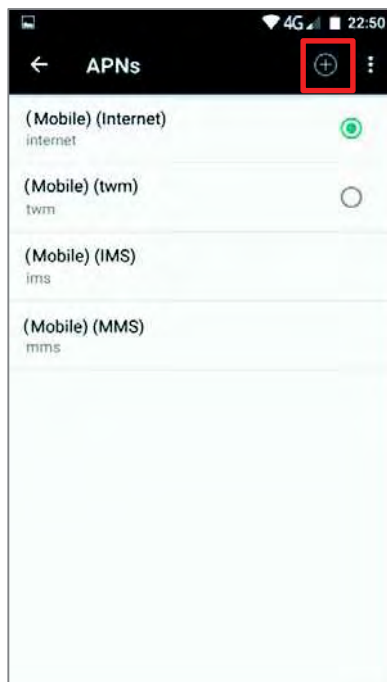 4G 22:50
APNs
(Mobile) (Internet)
internet
(Mobile) (twm)
twm
(Mobile) (IMS)
ims
(Mobile) (MMS)
mms